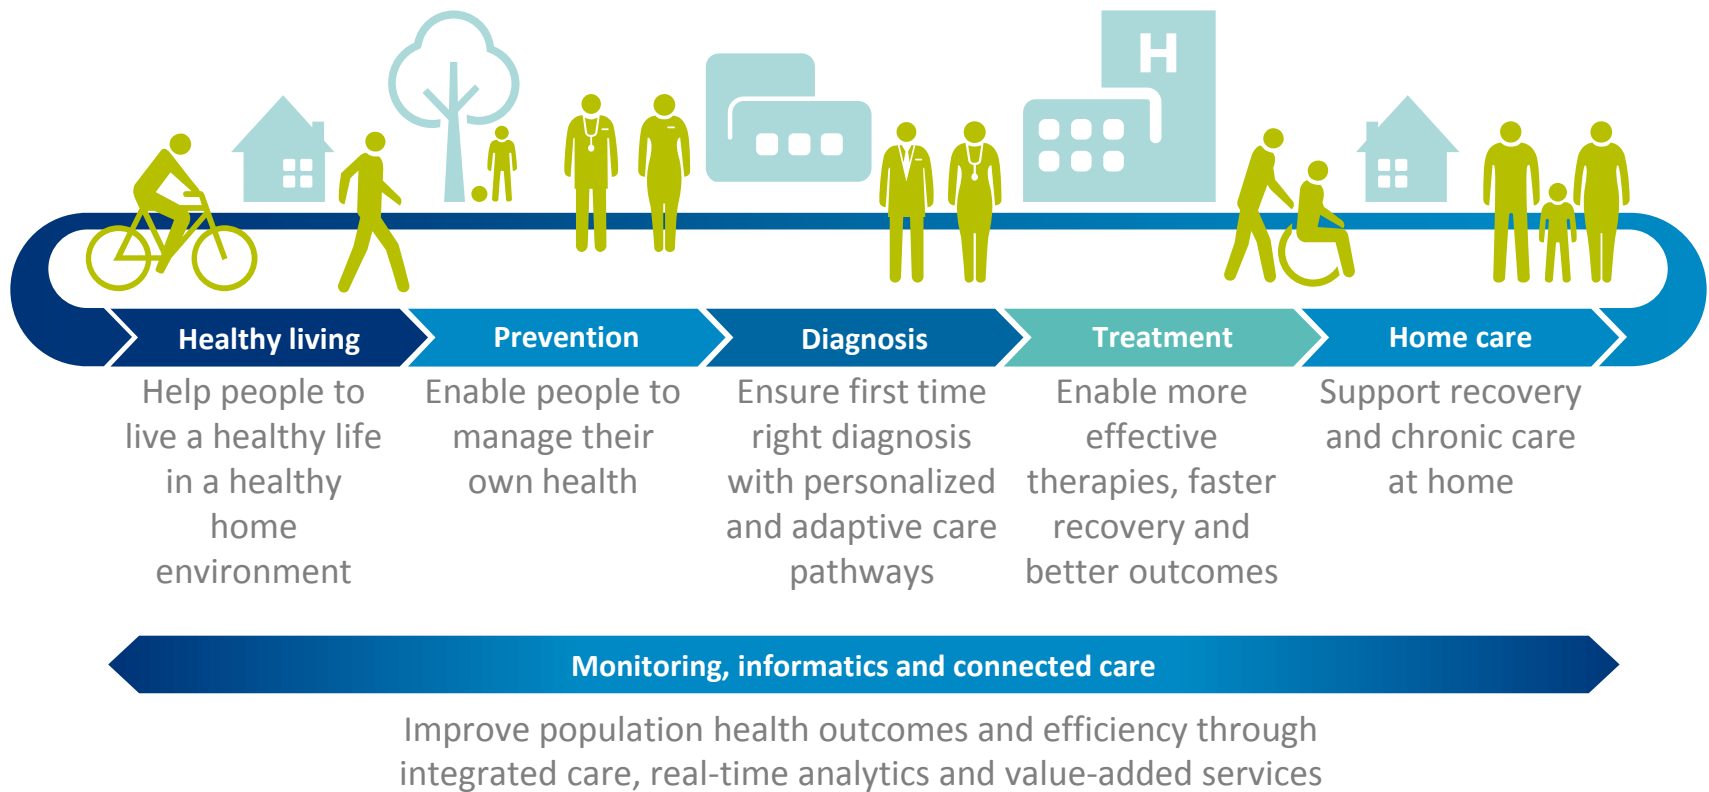 H
Healthy living
Prevention
Diagnosis
Treatment
Home care
Help people to
live a healthy life
in a healthy
home
environment
Enable people to
manage their
own health
Ensure first time
right diagnosis
with personalized
and adaptive care
pathways
Enable more
effective
therapies, faster
recovery and
better outcomes
Support recovery
and chronic care
at home
Monitoring, informatics and connected care
Improve population health outcomes and efficiency through
integrated care, real-time analytics and value-added services